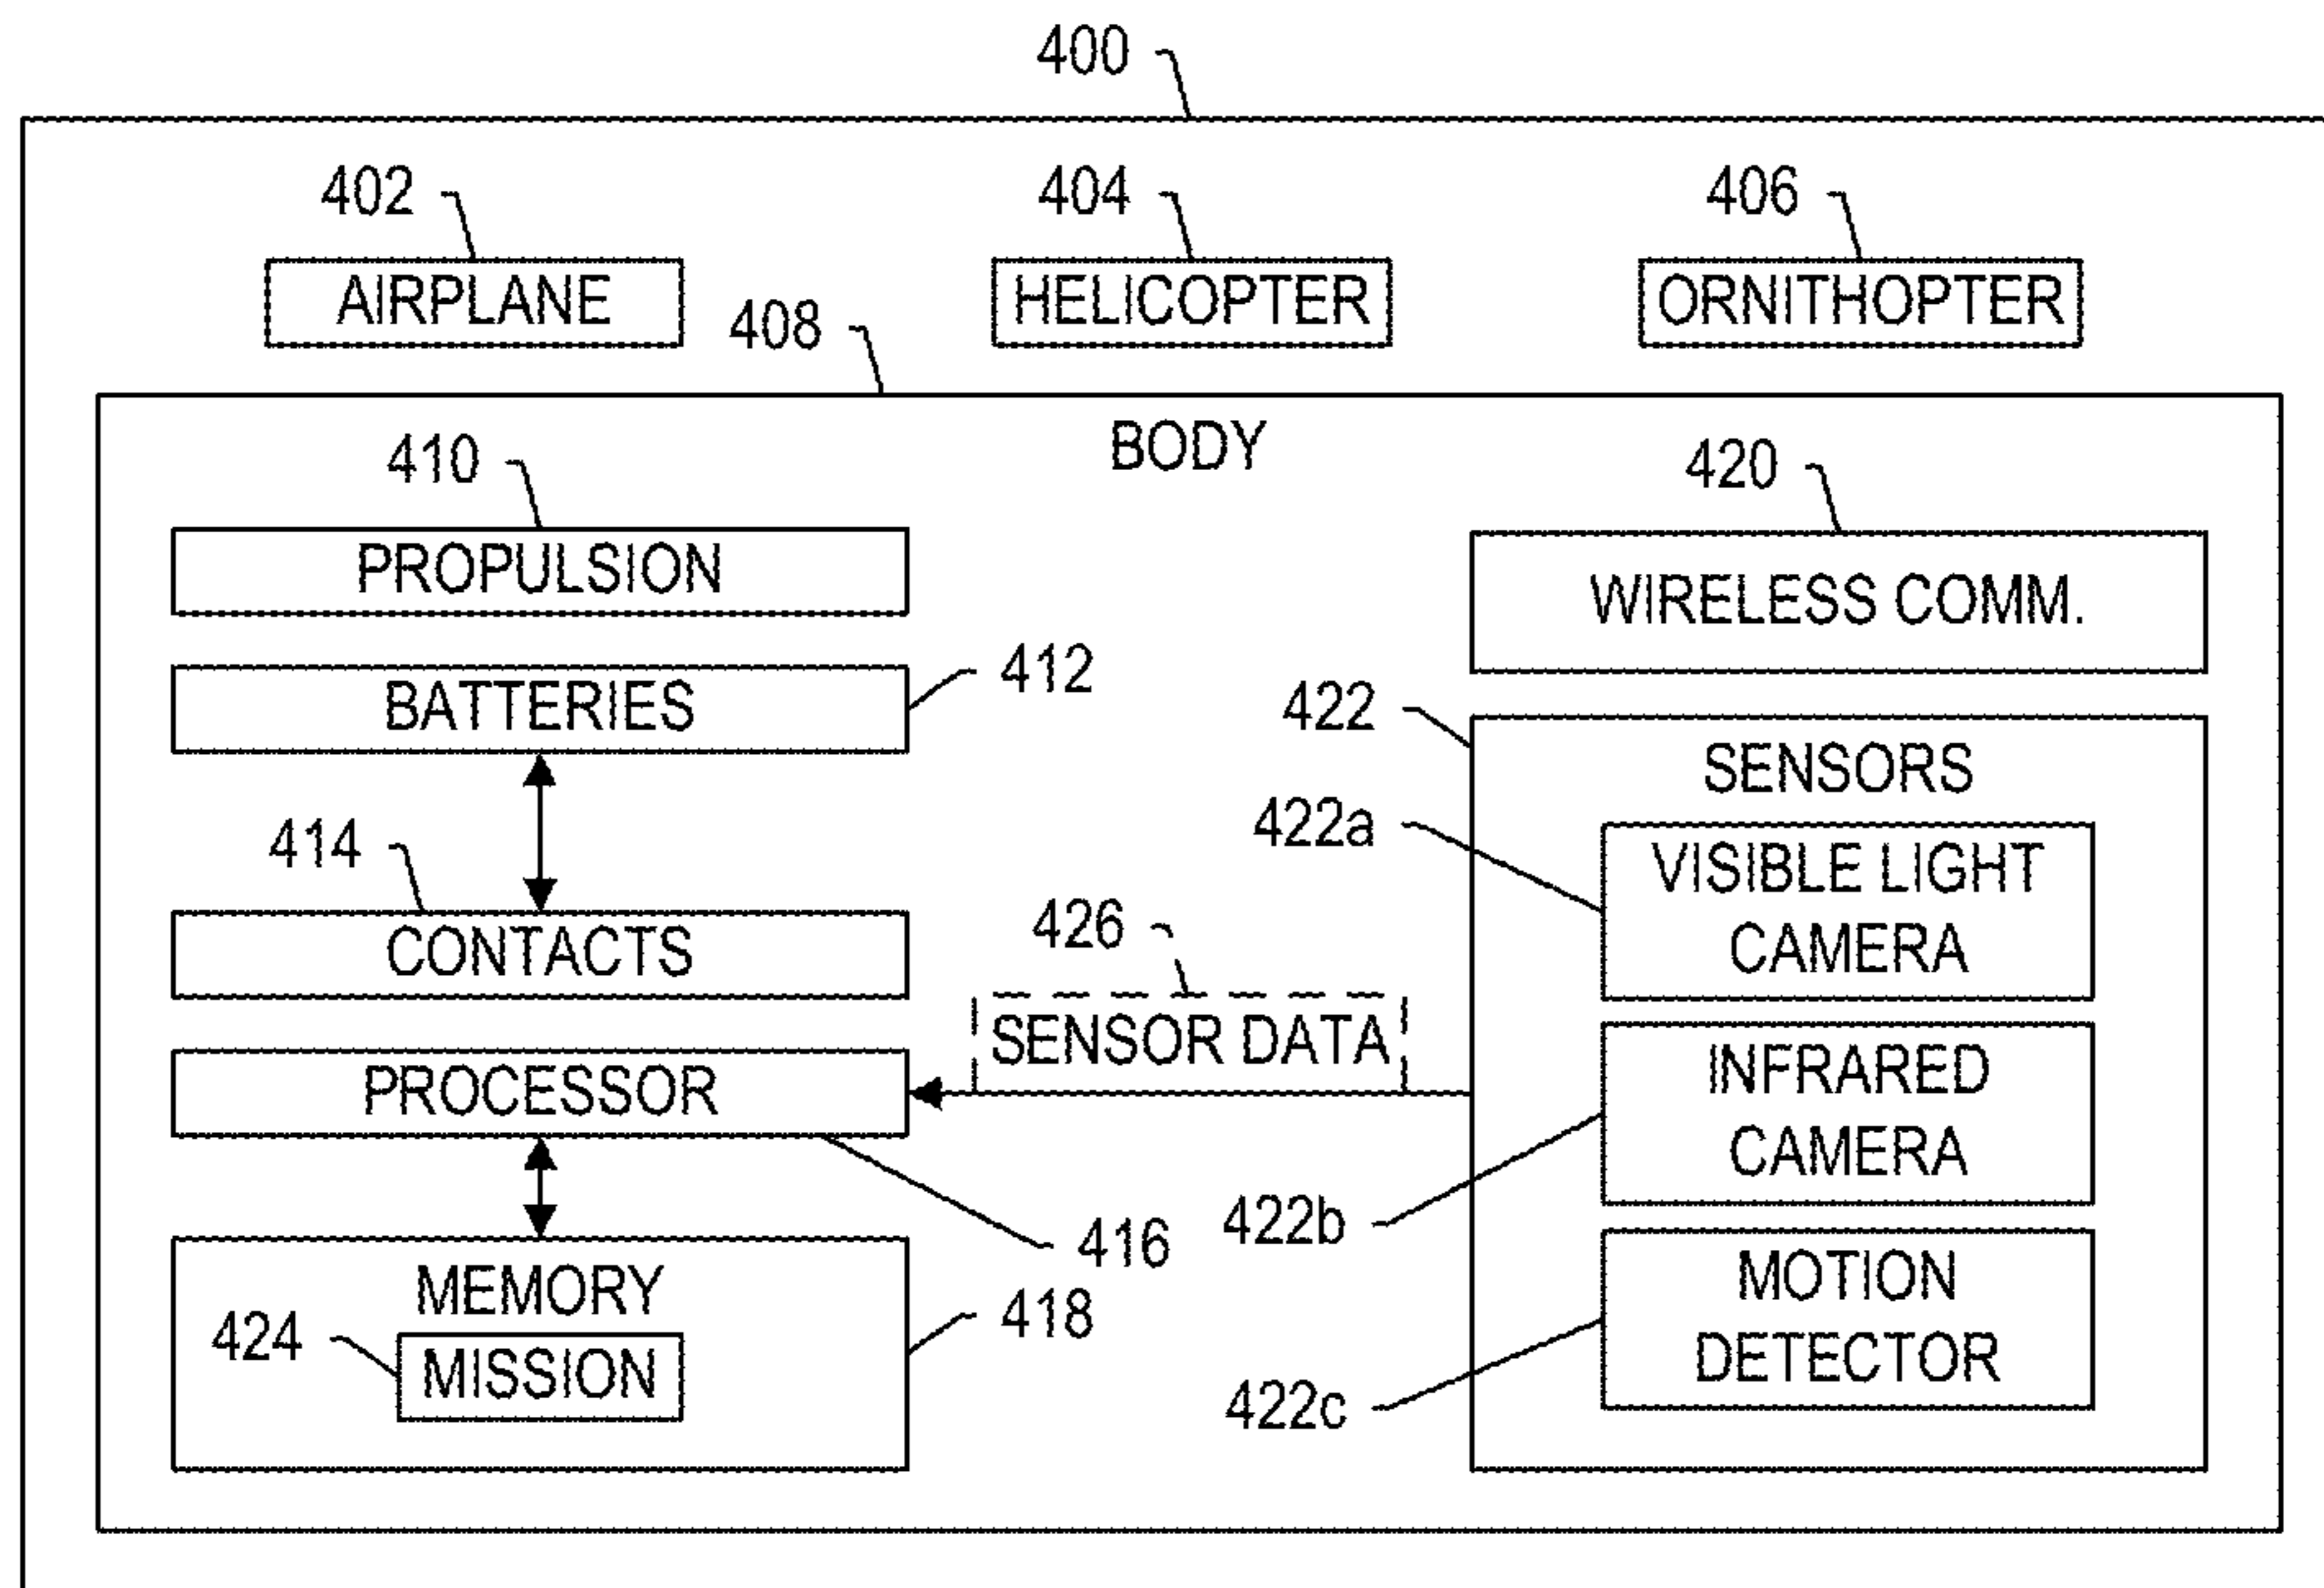 400
402
404
406
AIRPLANE
HELICOPTER
ORNITHOPTER
408
BODY
410
420
PROPULSION
WIRELESS COMM.
412
BATTERIES
422
SENSORS
422a
VISIBLE LIGHT
CAMERA
414
CONTACTS
426
SENSOR DATA
PROCESSOR
INFRARED
CAMERA
422b
416
MEMORY
418
424
MISSION
MOTION
DETECTOR
422c